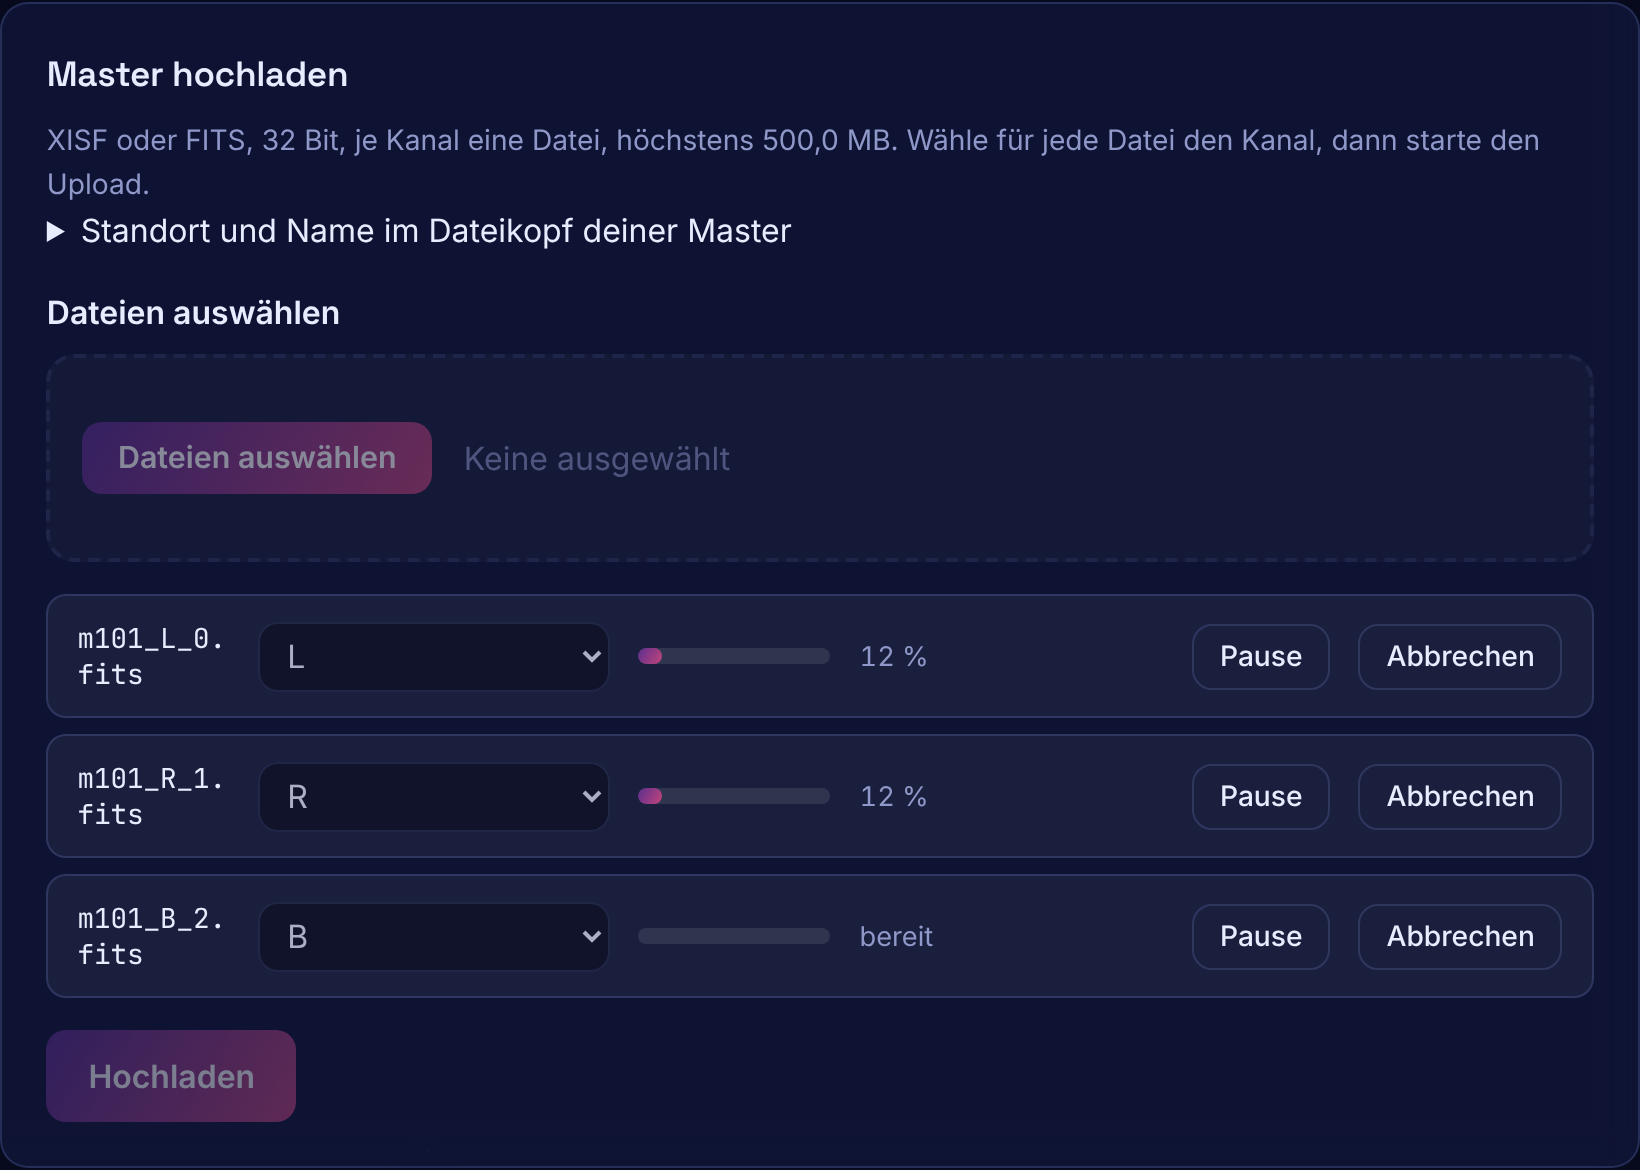 Master hochladen
XISF oder FITS, 32 Bit, je Kanal eine Datei, höchstens 500,0 MB. Wähle für jede Datei den Kanal, dann starte den
Upload.
Standort und Name im Dateikopf deiner Master
Dateien auswählen
Dateien auswählen Keine ausgewählt
m101_L_0.
fits
L
12 %
Pause
Abbrechen
m101_R_1.
fits
R
12 %
Pause
Abbrechen
m101_B_2.
fits
B
bereit
Pause
Abbrechen
Hochladen